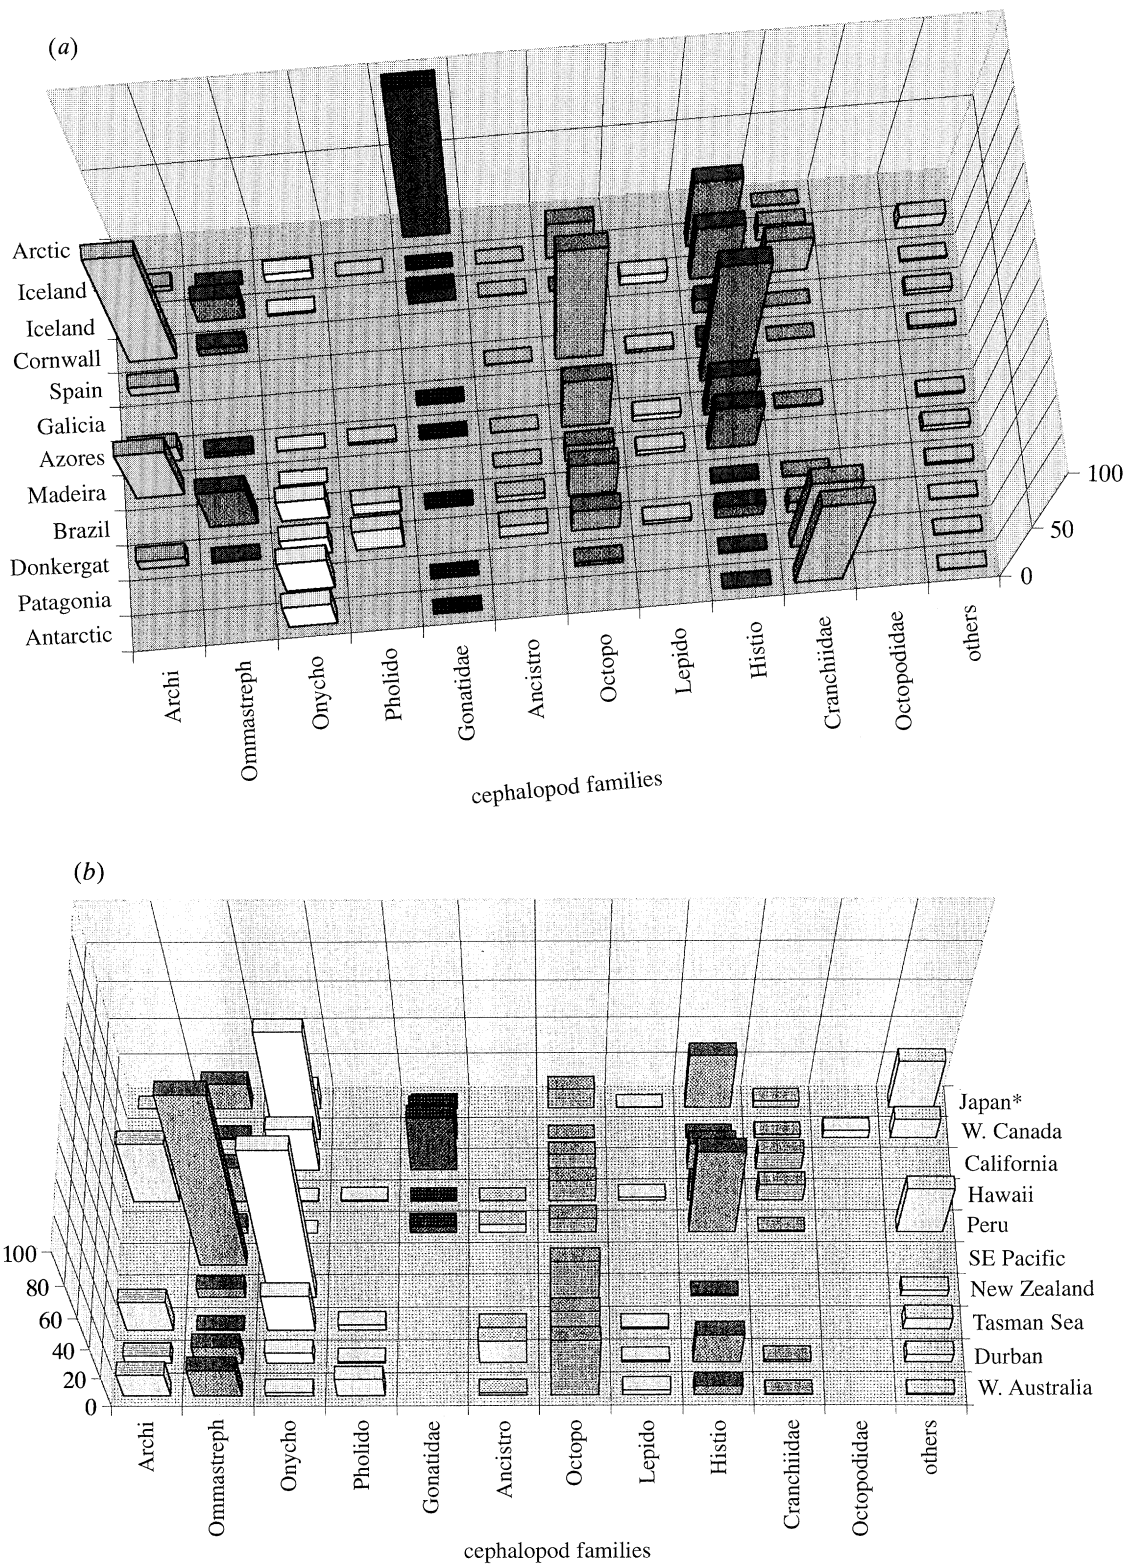 (a)
Arctic
Iceland
Iceland
Cornwall
Spain
Galicia
Azores
Madeira
Brazil
Donkergat
Patagonia
Antarctic
100
50
0
Archi
Ommastreph
Onycho
Pholido
Gonatidae
Ancistro
Octopo
Lepido
Histio
Cranchiidae
Octopodidae
others
cephalopod families
(b)
Japan*
W. Canada
California
Hawaii
Peru
SE Pacific
New Zealand
Tasman Sea
Durban
W. Australia
100
80
60
40
20
0
Archi
Ommastreph
Onycho
Pholido
Gonatidae
Ancistro
Octopo
Lepido
Histio
Cranchiidae
Octopodidae
others
cephalopod families